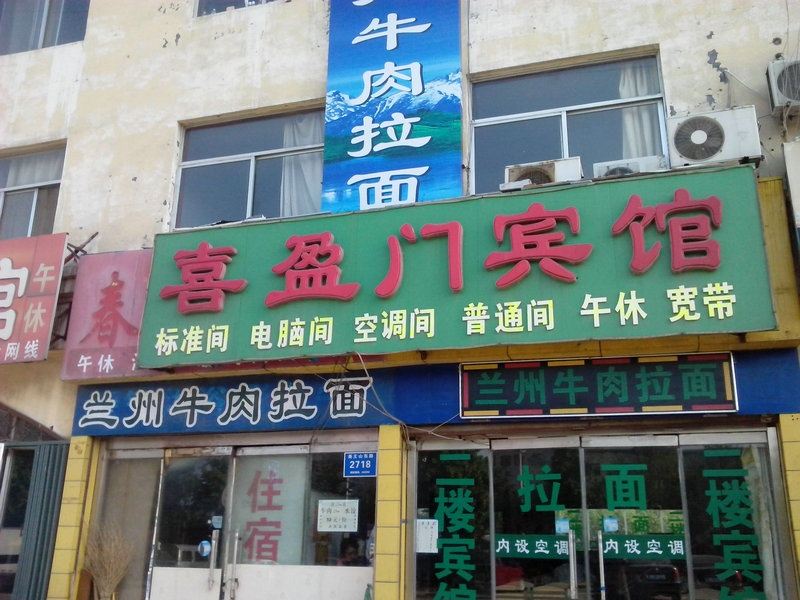 牛肉拉面
喜盈门宾馆
标准间 电脑间 空调间 普通间 午休 宽带
午休
网线
春
午休
兰州牛肉拉面
兰州牛肉拉面
2718
住宿
拉面
内设空调
内设空调
二楼宾馆
二楼宾馆